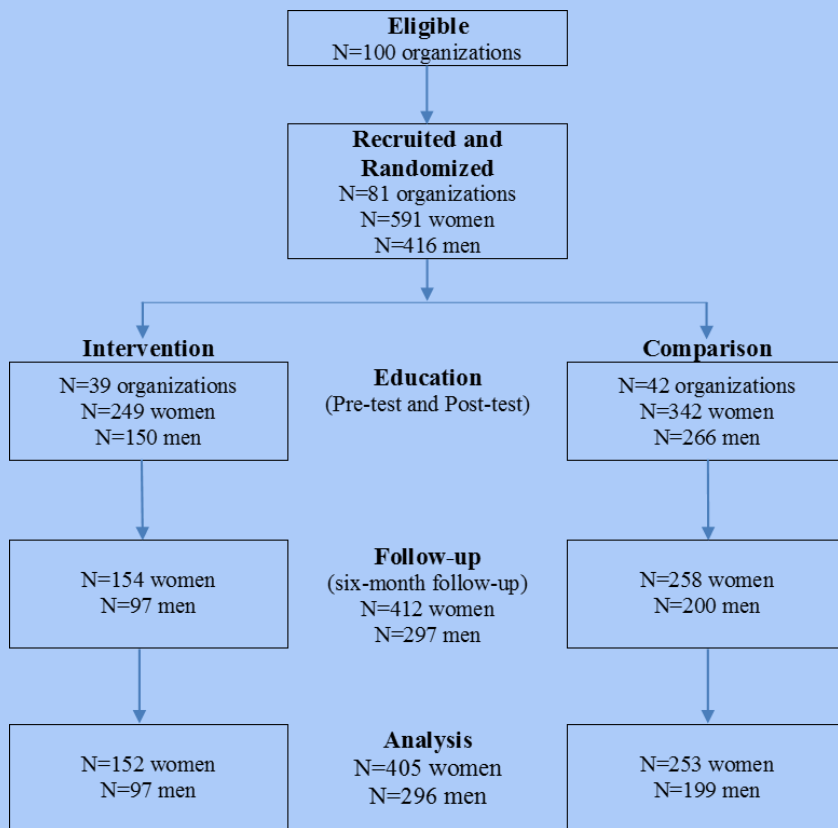 Eligible
N=100 organizations
Recruited and
Randomized
N=81 organizations
N=591 women
N=416 men
Intervention
N=39 organizations
N=249 women
N=150 men
Education
(Pre-test and Post-test)
Comparison
N=42 organizations
N=342 women
N=266 men
N=154 women
N=97 men
Follow-up
(six-month follow-up)
N=412 women
N=297 men
N=258 women
N=200 men
N=152 women
N=97 men
Analysis
N=405 women
N=296 men
N=253 women
N=199 men